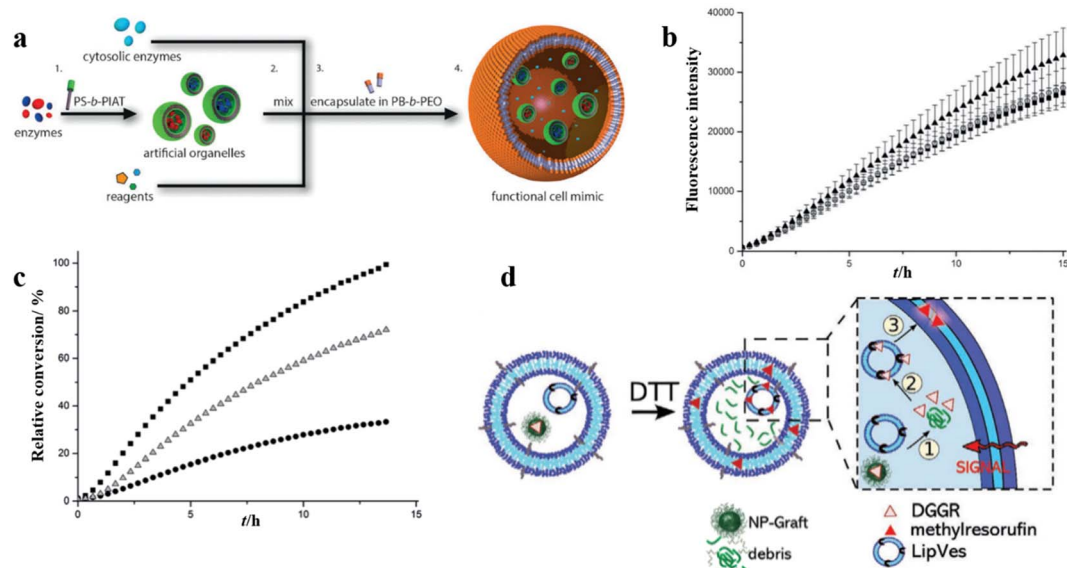 a
cytosolic enzymes
1.
PS-b-PIAT
enzymes
artificial organelles
reagents
2.
mix
3.
encapsulate in PB-b-PEO
4.
functional cell mimic
b
Fluorescence intensity
40000
30000
20000
10000
0
0
5
10
15
t/h
c
Relative conversion/ %
100
80
60
40
20
0
0
5
10
15
t/h
d
DTT
3
2
1
SIGNAL
NP-Graft
debris
DGGR
methylresorufin
LipVes